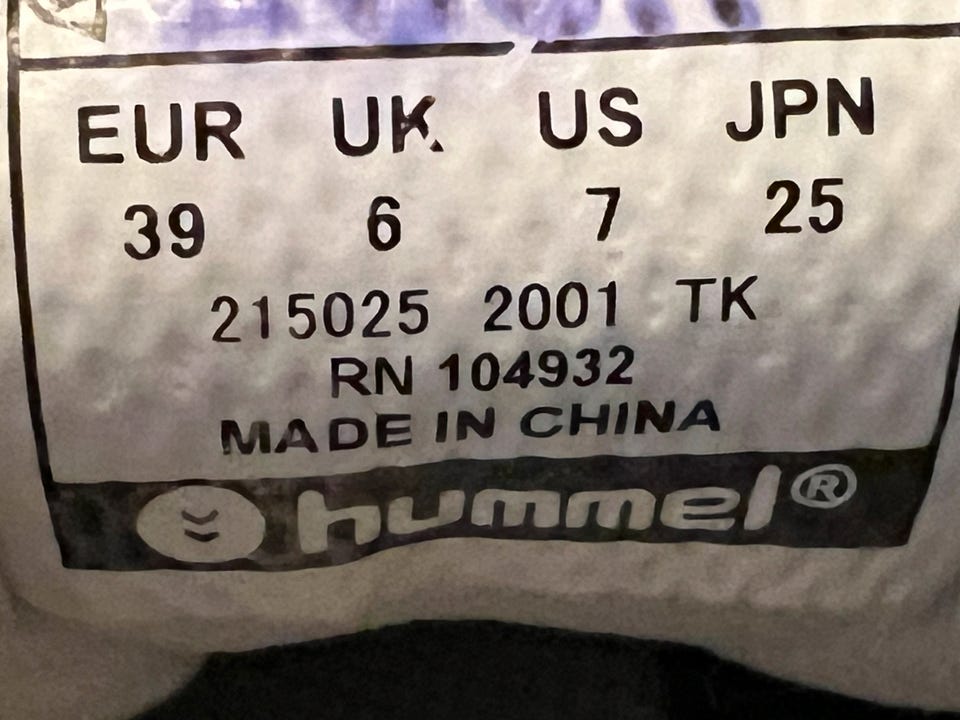 EUR UK US JPN
39 6 7 25
215025 2001 TK
RN 104932
MADE IN CHINA
hummel®